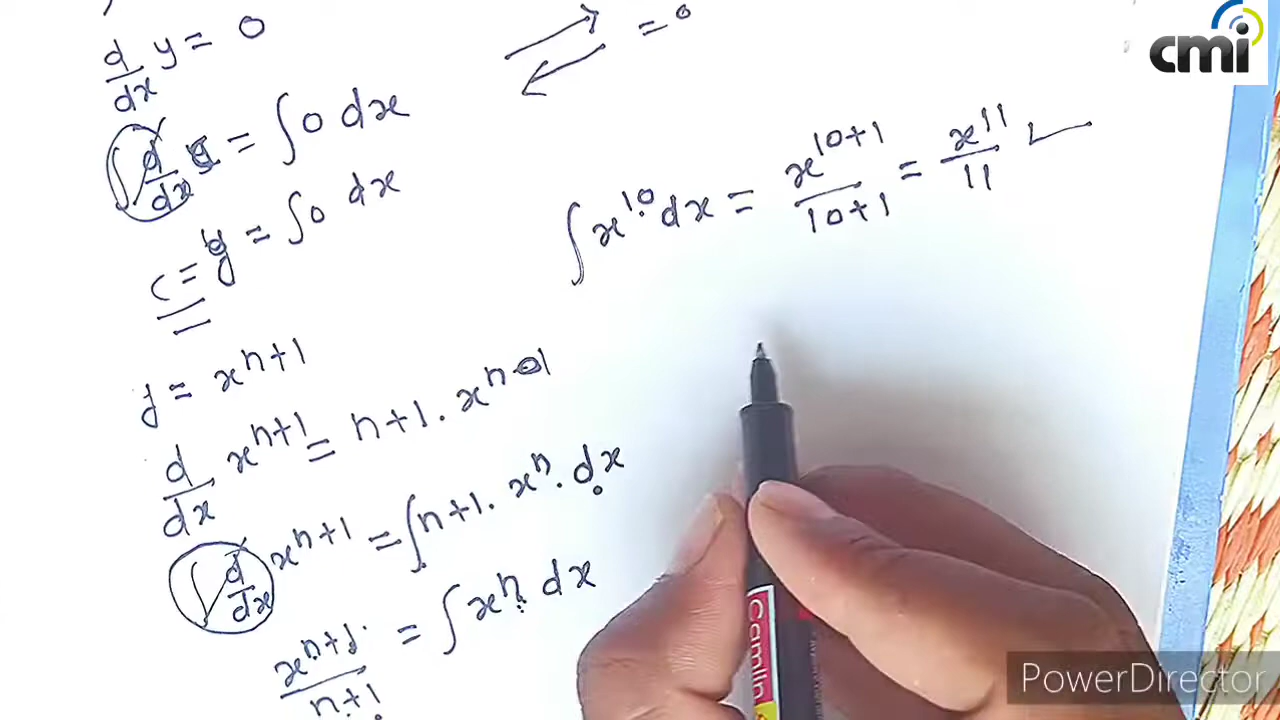 d/dx y = 0
= 0
∫ d/dx y = ∫0 dx
c = y = ∫0 dx
∫x^10 dx = x^(10+1)/(10+1) = x^11/11
y = x^(n+1)
d/dx x^(n+1) = n+1 . x^n
∫ d/dx x^(n+1) = ∫n+1 . x^n . dx
x^(n+1)/(n+1) = ∫x^n dx
cmi
Camlin
PowerDirector